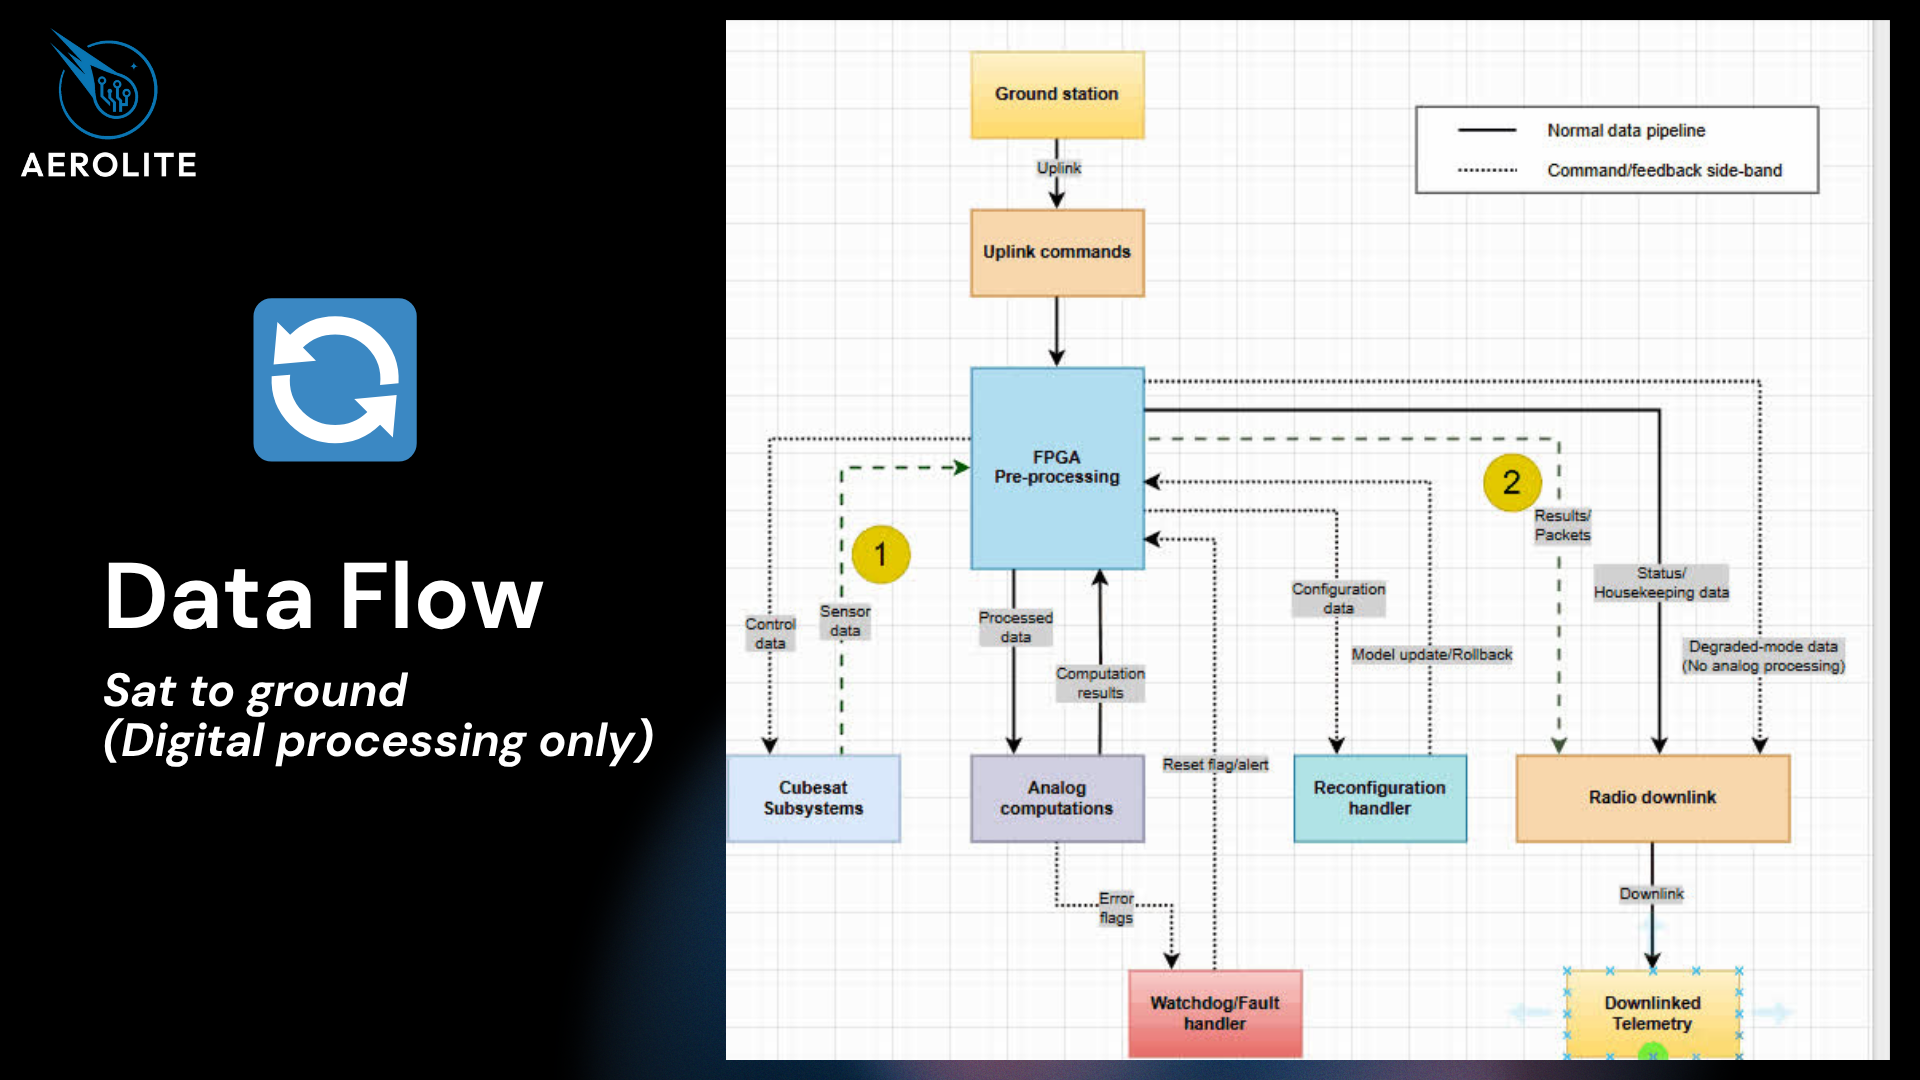 AEROLITE
Data Flow
Sat to ground
(Digital processing only)
Ground station
Normal data pipeline
Command/feedback side-band
Uplink
Uplink commands
FPGA
Pre-processing
1
2
Results/
Packets
Status/
Housekeeping data
Configuration
data
Control
data
Sensor
data
Processed
data
Model update/Rollback
Degraded-mode data
(No analog processing)
Computation
results
Reset flag/alert
Cubesat
Subsystems
Analog
computations
Reconfiguration
handler
Radio downlink
Error
flags
Downlink
Watchdog/Fault
handler
Downlinked
Telemetry